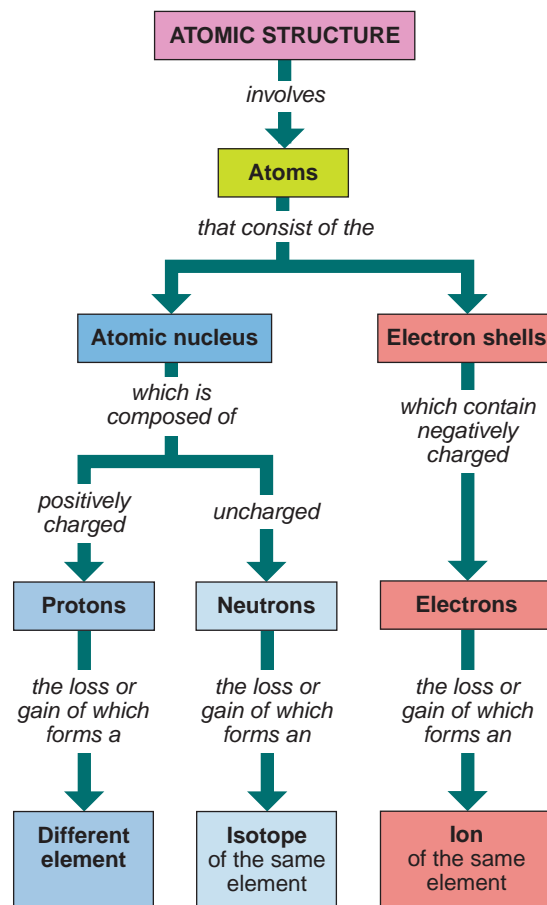 ATOMIC STRUCTURE
involves
Atoms
that consist of the
Atomic nucleus
Electron shells
which is
composed of
which contain
negatively
charged
positively
charged
uncharged
Protons
Neutrons
Electrons
the loss or
gain of which
forms a
the loss or
gain of which
forms an
the loss or
gain of which
forms an
Different
element
Isotope
of the same
element
Ion
of the same
element